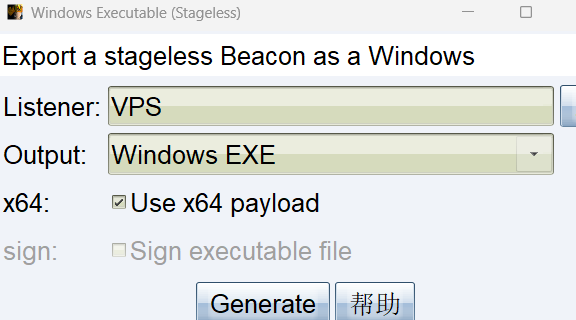 Windows Executable (Stageless)
Export a stageless Beacon as a Windows
Listener: VPS
Output: Windows EXE
x64: Use x64 payload
sign: Sign executable file
Generate 帮助